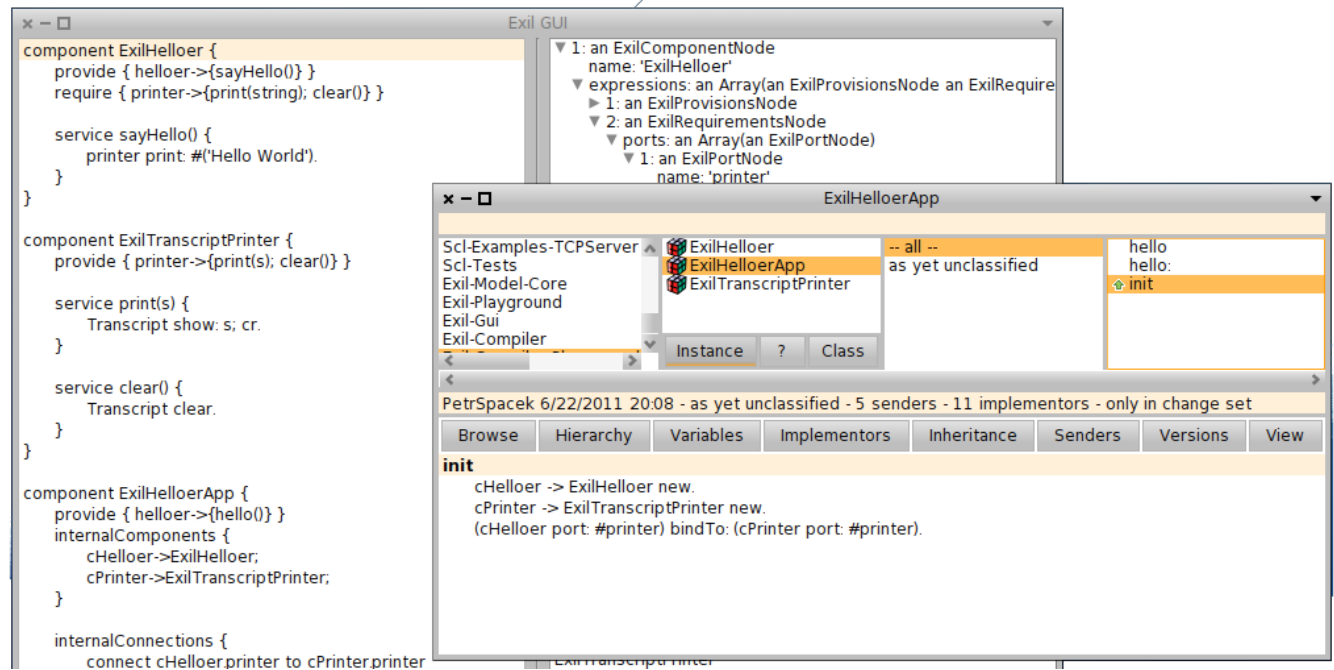 Exil GUI
component ExilHelloer {
provide { helloer->{sayHello()} }
require { printer->{print(string); clear()} }
service sayHello() {
printer print: #('Hello World').
}
}
component ExilTranscriptPrinter {
provide { printer->{print(s); clear()} }
service print(s) {
Transcript show: s; cr.
}
service clear() {
Transcript clear.
}
}
component ExilHelloerApp {
provide { helloer->{hello()} }
internalComponents {
cHelloer->ExilHelloer;
cPrinter->ExilTranscriptPrinter;
}
internalConnections {
connect cHelloer.printer to cPrinter.printer
1: an ExilComponentNode
name: 'ExilHelloer'
expressions: an Array(an ExilProvisionsNode an ExilRequire
1: an ExilProvisionsNode
2: an ExilRequirementsNode
ports: an Array(an ExilPortNode)
1: an ExilPortNode
name: 'printer'
ExilHelloerApp
Scl-Examples-TCPServer
Scl-Tests
Exil-Model-Core
Exil-Playground
Exil-Gui
Exil-Compiler
ExilHelloer
ExilHelloerApp
ExilTranscriptPrinter
Instance ? Class
-- all --
as yet unclassified
hello
hello:
init
PetrSpacek 6/22/2011 20:08 - as yet unclassified - 5 senders - 11 implementors - only in change set
Browse Hierarchy Variables Implementors Inheritance Senders Versions View
init
cHelloer -> ExilHelloer new.
cPrinter -> ExilTranscriptPrinter new.
(cHelloer port: #printer) bindTo: (cPrinter port: #printer).
ExilTranscriptPrinter